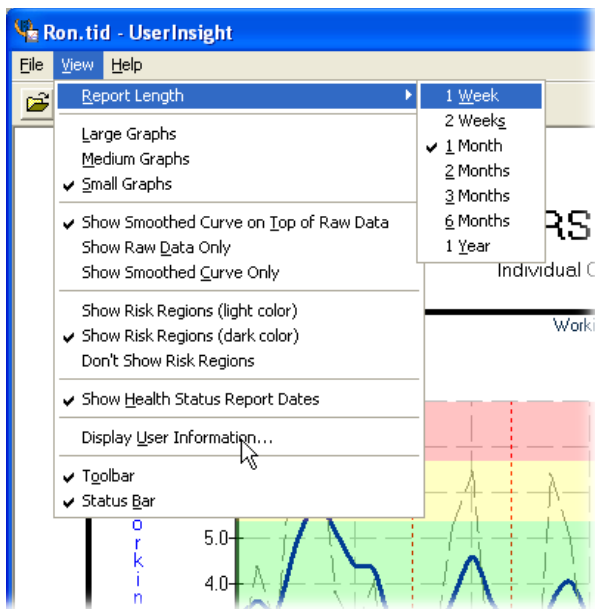 Ron.tid - UserInsight
File View Help
Report Length
1 Week
2 Weeks
1 Month
2 Months
3 Months
6 Months
1 Year
Large Graphs
Medium Graphs
Small Graphs
Show Smoothed Curve on Top of Raw Data
Show Raw Data Only
Show Smoothed Curve Only
Show Risk Regions (light color)
Show Risk Regions (dark color)
Don't Show Risk Regions
Show Health Status Report Dates
Display User Information...
Toolbar
Status Bar
RS
Individual
Worki
orkin
5.0
4.0